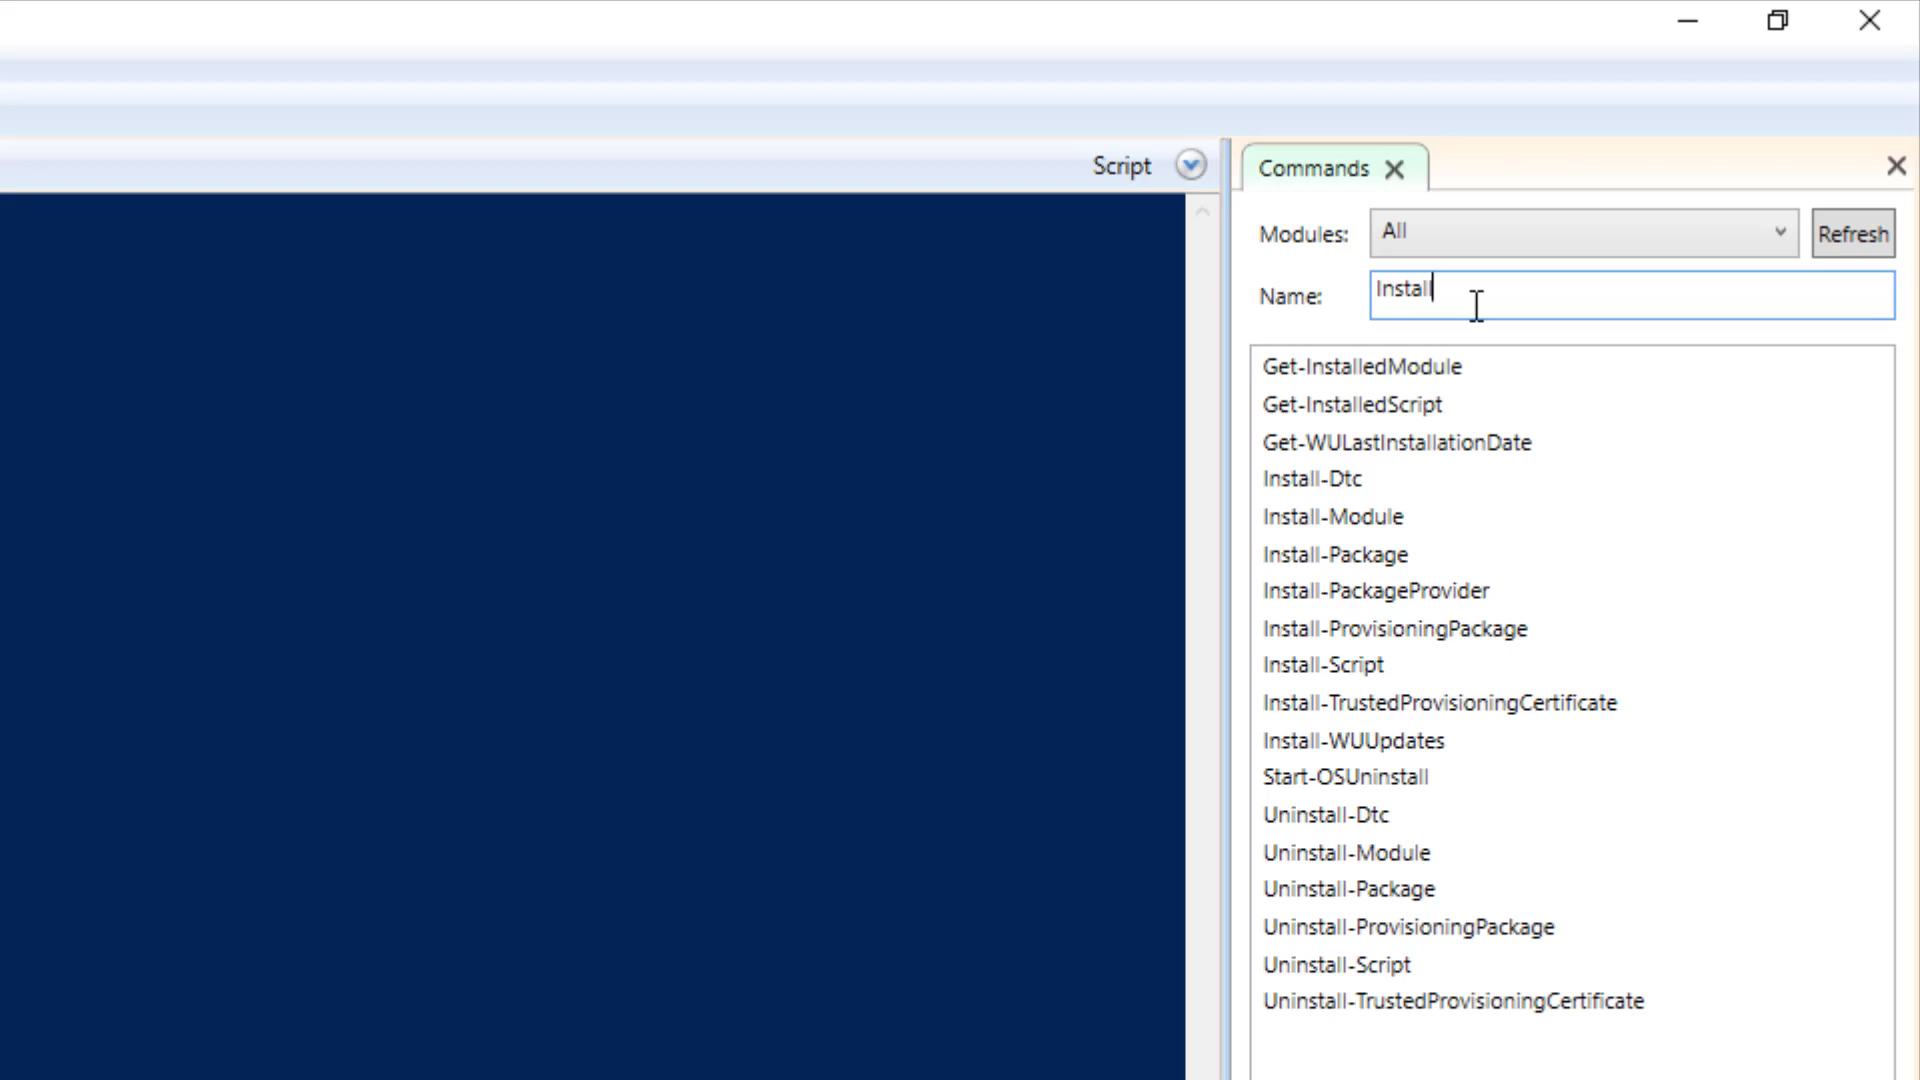 Script
Commands
Modules: All Refresh
Name: Install
Get-InstalledModule
Get-InstalledScript
Get-WULastInstallationDate
Install-Dtc
Install-Module
Install-Package
Install-PackageProvider
Install-ProvisioningPackage
Install-Script
Install-TrustedProvisioningCertificate
Install-WUUpdates
Start-OSUninstall
Uninstall-Dtc
Uninstall-Module
Uninstall-Package
Uninstall-ProvisioningPackage
Uninstall-Script
Uninstall-TrustedProvisioningCertificate